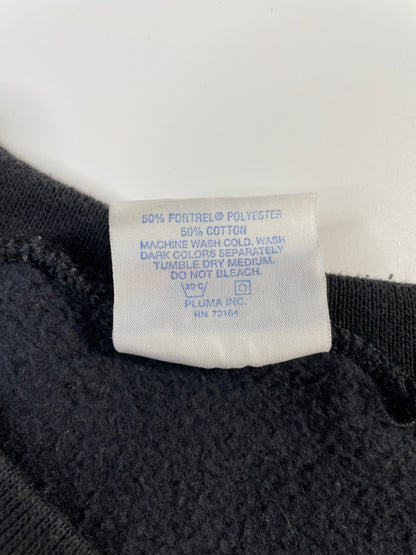 50% FORTREL® POLYESTER
50% COTTON
MACHINE WASH COLD. WASH
DARK COLORS SEPARATELY
TUMBLE DRY MEDIUM.
DO NOT BLEACH.
30°C
PLUMA INC.
RN 73164